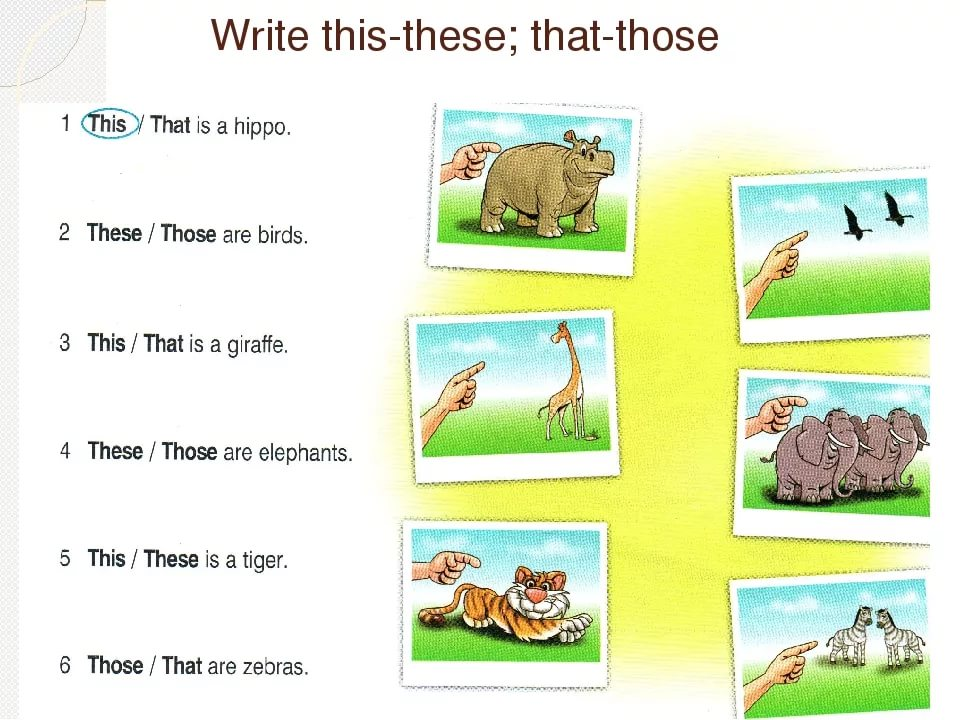 Write this-these; that-those
1 This / That is a hippo.
2 These / Those are birds.
3 This / That is a giraffe.
4 These / Those are elephants.
5 This / These is a tiger.
6 Those / That are zebras.